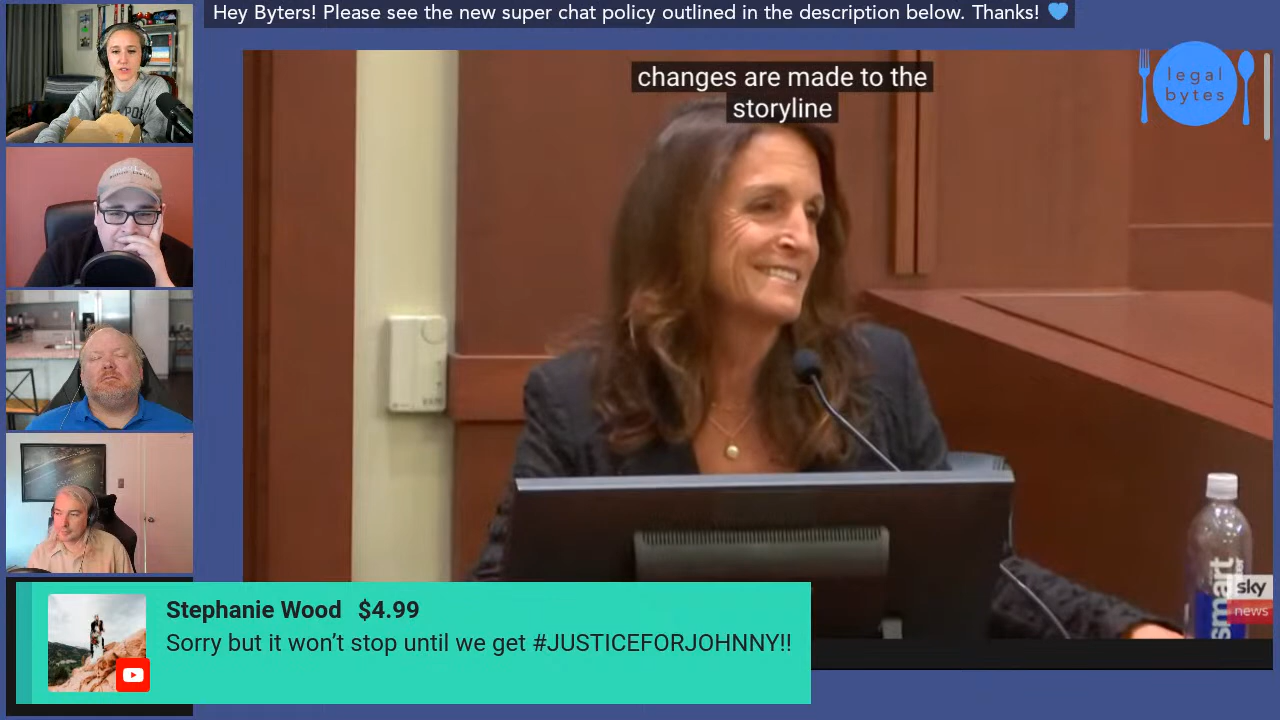 Hey Byters! Please see the new super chat policy outlined in the description below. Thanks!
changes are made to the
storyline
legal
bytes
smart
sky
news
Stephanie Wood $4.99
Sorry but it won't stop until we get #JUSTICEFORJOHNNY!!